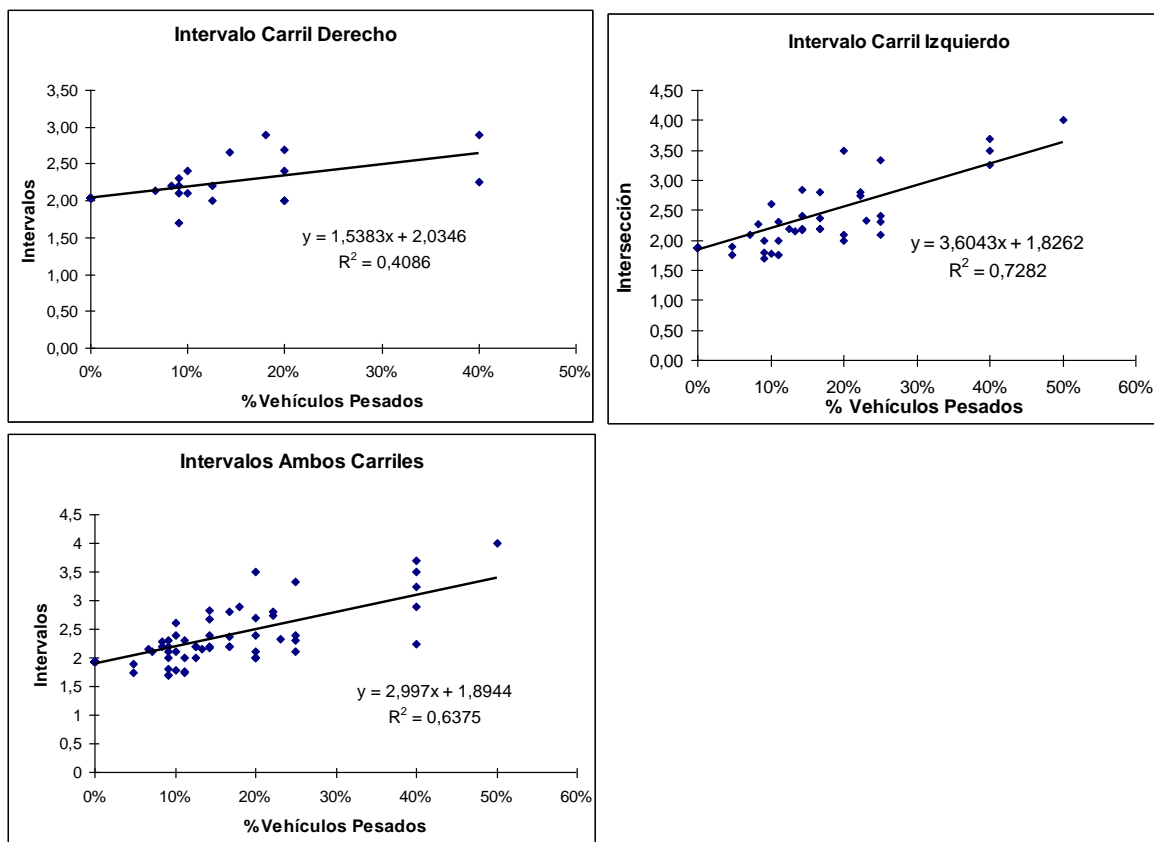 Intervalo Carril Derecho
3,50
3,00
2,50
2,00
1,50
1,00
0,50
0,00
Intervalos
y = 1,5383x + 2,0346
R² = 0,4086
0% 10% 20% 30% 40% 50%
% Vehículos Pesados
Intervalo Carril Izquierdo
4,50
4,00
3,50
3,00
2,50
2,00
1,50
1,00
0,50
0,00
Intersección
y = 3,6043x + 1,8262
R² = 0,7282
0% 10% 20% 30% 40% 50% 60%
% Vehículos Pesados
Intervalos Ambos Carriles
4,5
4
3,5
3
2,5
2
1,5
1
0,5
0
Intervalos
y = 2,997x + 1,8944
R² = 0,6375
0% 10% 20% 30% 40% 50% 60%
% Vehículos Pesados